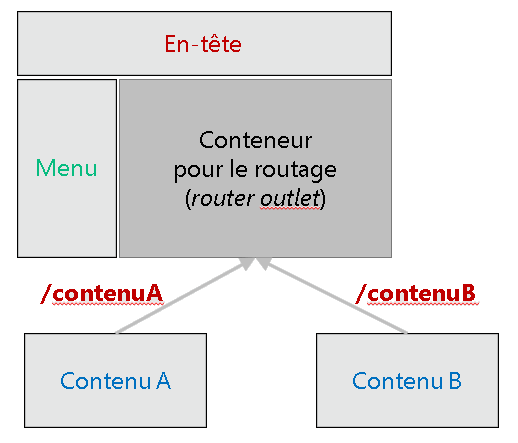 En-tête
Menu
Conteneur
pour le routage
(router outlet)
/contenuA
/contenuB
Contenu A
Contenu B